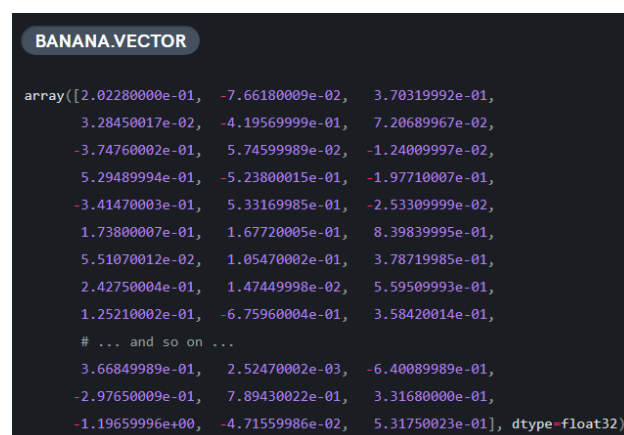 BANANA.VECTOR
array([2.02280000e-01, -7.66180009e-02, 3.70319992e-01,
3.28450017e-02, -4.19569999e-01, 7.20689967e-02,
-3.74760002e-01, 5.74599989e-02, -1.24009997e-02,
5.29489994e-01, -5.23800015e-01, -1.97710007e-01,
-3.41470003e-01, 5.33169985e-01, -2.53309999e-02,
1.73800007e-01, 1.67720005e-01, 8.39839995e-01,
5.51070012e-02, 1.05470002e-01, 3.78719985e-01,
2.42750004e-01, 1.47449998e-02, 5.59509993e-01,
1.25210002e-01, -6.75960004e-01, 3.58420014e-01,
# ... and so on ...
3.66849989e-01, 2.52470002e-03, -6.40089989e-01,
-2.97650009e-01, 7.89430022e-01, 3.31680000e-01,
-1.19659996e+00, -4.71559986e-02, 5.31750023e-01], dtype=float32)